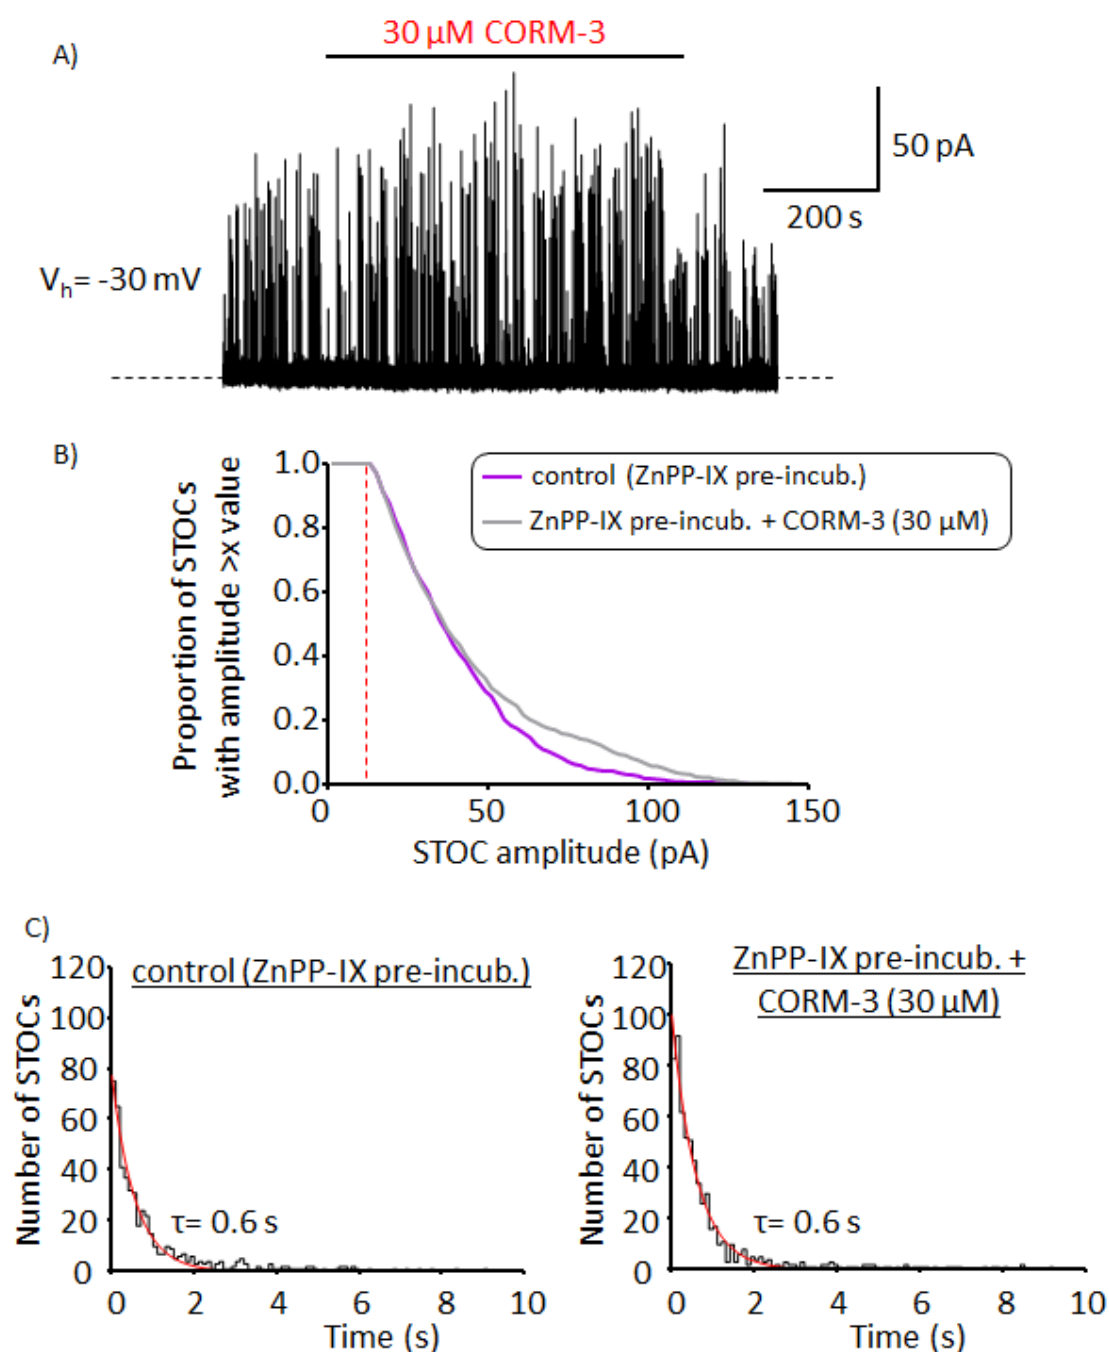 A)
30 µM CORM-3
50 pA
200 s
Vₕ= -30 mV
B)
Proportion of STOCs
with amplitude >x value
1.0
0.8
0.6
0.4
0.2
0.0
control (ZnPP-IX pre-incub.)
ZnPP-IX pre-incub. + CORM-3 (30 µM)
0
50
100
150
STOC amplitude (pA)
C)
control (ZnPP-IX pre-incub.)
Number of STOCs
120
100
80
60
40
20
0
τ= 0.6 s
0
2
4
6
8
10
Time (s)
ZnPP-IX pre-incub. +
CORM-3 (30 µM)
Number of STOCs
120
100
80
60
40
20
0
τ= 0.6 s
0
2
4
6
8
10
Time (s)